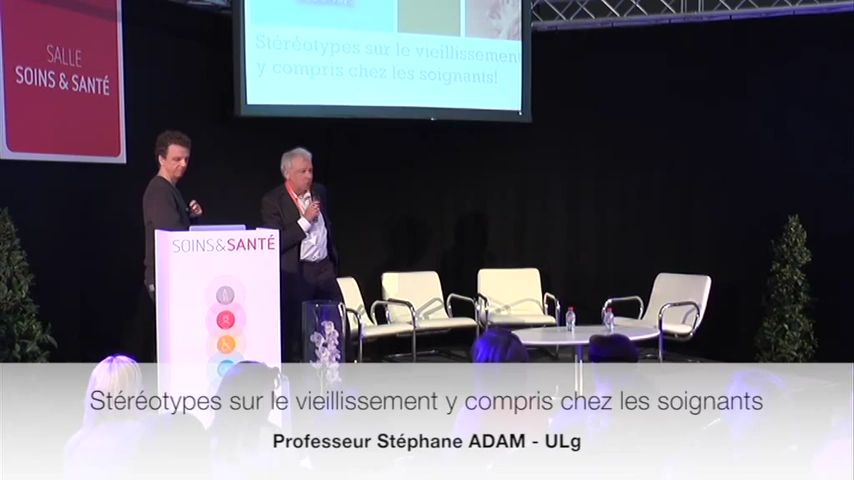 SALLE
SOINS & SANTÉ
Stéréotypes sur le vieillissement
y compris chez les soignants!
SOINS&SANTÉ
Stéréotypes sur le vieillissement y compris chez les soignants
Professeur Stéphane ADAM - ULg